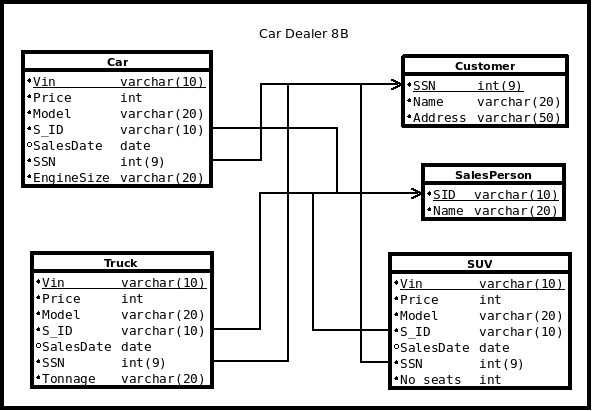 Car Dealer 8B
Car
Vin varchar(10)
Price int
Model varchar(20)
S_ID varchar(10)
SalesDate date
SSN int(9)
EngineSize varchar(20)
Customer
SSN int(9)
Name varchar(20)
Address varchar(50)
SalesPerson
SID varchar(10)
Name varchar(20)
Truck
Vin varchar(10)
Price int
Model varchar(20)
S_ID varchar(10)
SalesDate date
SSN int(9)
Tonnage varchar(20)
SUV
Vin varchar(10)
Price int
Model varchar(20)
S_ID varchar(10)
SalesDate date
SSN int(9)
No seats int